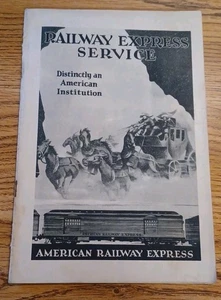 RAILWAY EXPRESS
SERVICE
Distinctly an
American
Institution
AMERICAN RAILWAY EXPRESS